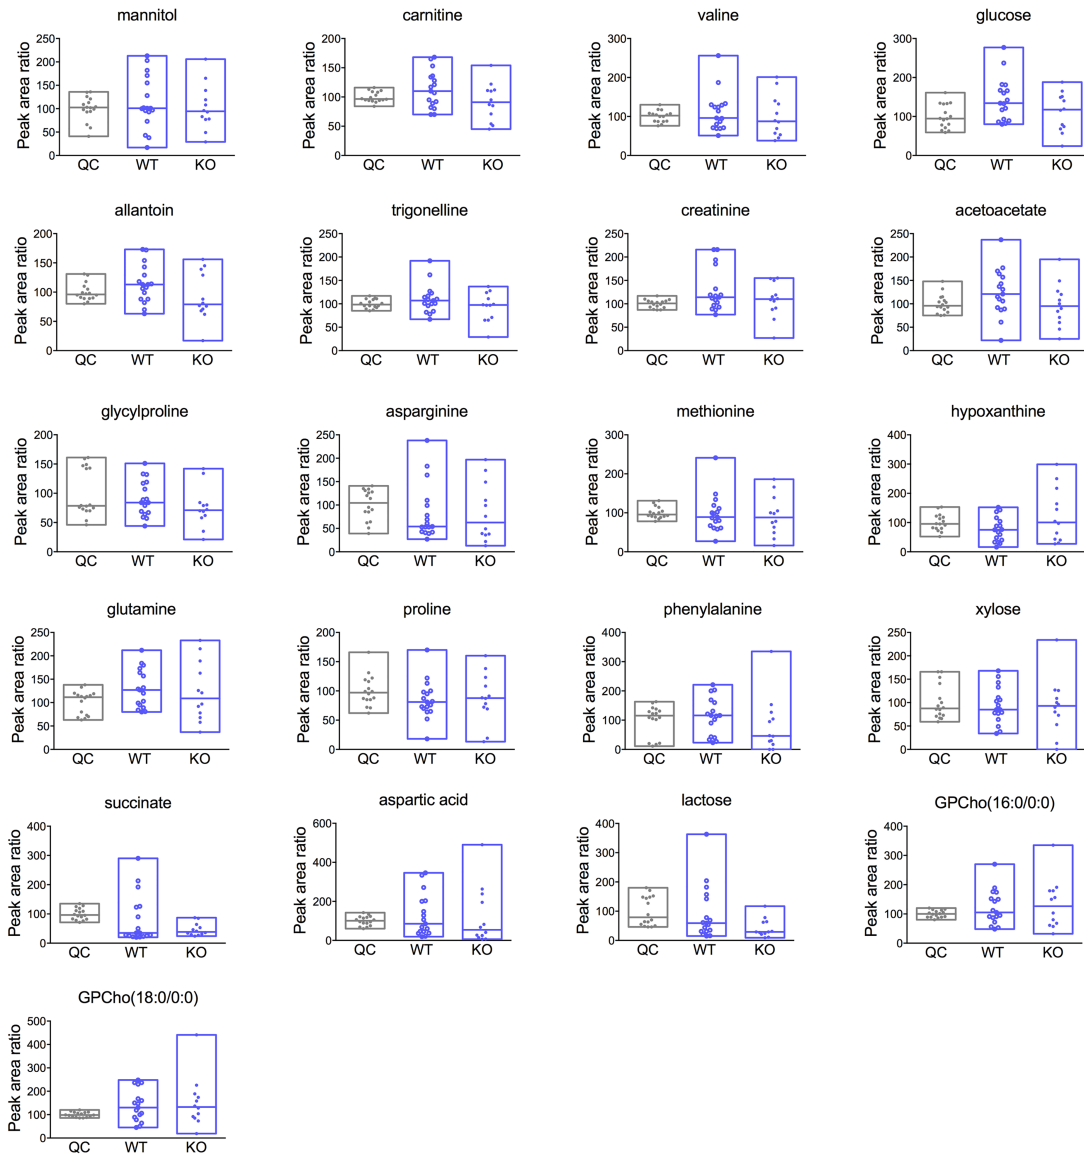 mannitol
Peak area ratio
250
200
150
100
50
0
QC WT KO
carnitine
Peak area ratio
200
150
100
50
0
QC WT KO
valine
Peak area ratio
300
200
100
0
QC WT KO
glucose
Peak area ratio
300
200
100
0
QC WT KO
allantoin
Peak area ratio
200
150
100
50
0
QC WT KO
trigonelline
Peak area ratio
250
200
150
100
50
0
QC WT KO
creatinine
Peak area ratio
250
200
150
100
50
0
QC WT KO
acetoacetate
Peak area ratio
250
200
150
100
50
0
QC WT KO
glycylproline
Peak area ratio
200
150
100
50
0
QC WT KO
asparginine
Peak area ratio
250
200
150
100
50
0
QC WT KO
methionine
Peak area ratio
300
200
100
0
QC WT KO
hypoxanthine
Peak area ratio
400
300
200
100
0
QC WT KO
glutamine
Peak area ratio
250
200
150
100
50
0
QC WT KO
proline
Peak area ratio
200
150
100
50
0
QC WT KO
phenylalanine
Peak area ratio
400
300
200
100
0
QC WT KO
xylose
Peak area ratio
250
200
150
100
50
0
QC WT KO
succinate
Peak area ratio
400
300
200
100
0
QC WT KO
aspartic acid
Peak area ratio
600
400
200
0
QC WT KO
lactose
Peak area ratio
400
300
200
100
0
QC WT KO
GPCho(16:0/0:0)
Peak area ratio
400
300
200
100
0
QC WT KO
GPCho(18:0/0:0)
Peak area ratio
500
400
300
200
100
0
QC WT KO